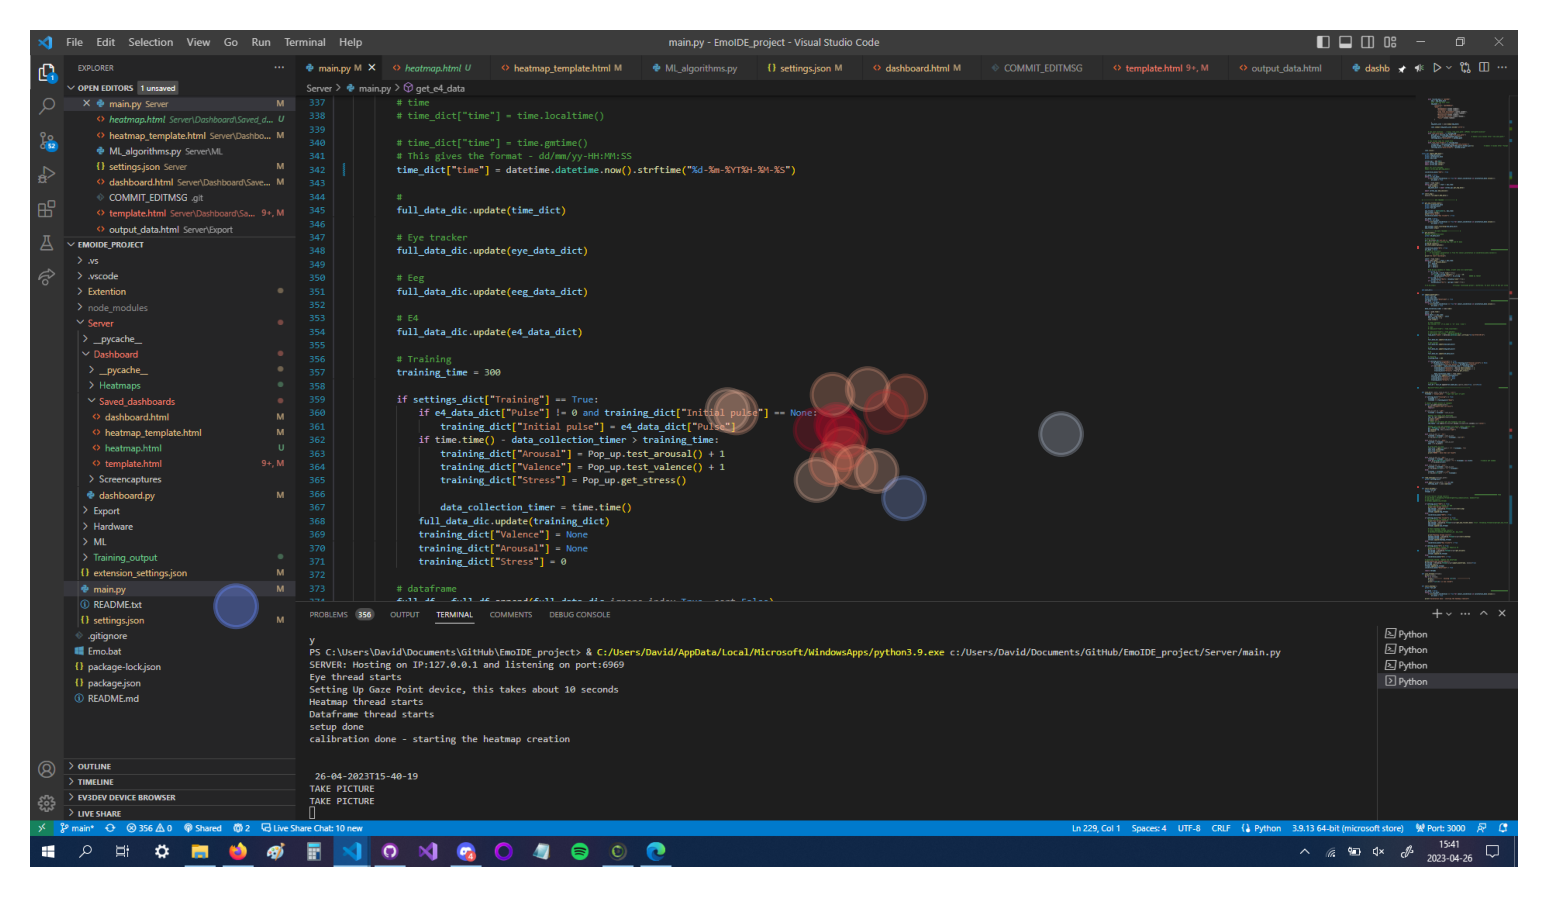 File Edit Selection View Go Run Terminal Help
main.py - EmoIDE_project - Visual Studio Code
EXPLORER
OPEN EDITORS 1 unsaved
main.py Server M
heatmap.html Server\Dashboard\Saved_d... U
heatmap_template.html Server\Dashbo... M
ML_algorithms.py Server\ML
{} settings.json Server M
dashboard.html Server\Dashboard\Save... M
COMMIT_EDITMSG .git
template.html Server\Dashboard\Sa... 9+, M
output_data.html Server\Export
EMOIDE_PROJECT
.vs
.vscode
Extention
node_modules
Server
__pycache__
Dashboard
__pycache__
Heatmaps
Saved_dashboards
dashboard.html M
heatmap_template.html M
heatmap.html U
template.html 9+, M
Screencaptures
dashboard.py M
Export
Hardware
ML
Training_output
{} extension_settings.json M
main.py M
README.txt
{} settings.json M
.gitignore
Emo.bat
{} package-lock.json
{} package.json
README.md
OUTLINE
TIMELINE
EV3DEV DEVICE BROWSER
LIVE SHARE
main.py M X heatmap.html U heatmap_template.html M ML_algorithms.py {} settings.json M dashboard.html M COMMIT_EDITMSG template.html 9+, M output_data.html dashb
Server > main.py > get_e4_data
337 # time
338 # time_dict["time"] = time.localtime()
339
340 # time_dict["time"] = time.gmtime()
341 # This gives the format - dd/mm/yy-HH:MM:SS
342 time_dict["time"] = datetime.datetime.now().strftime("%d-%m-%YT%H-%M-%S")
343
344 #
345 full_data_dic.update(time_dict)
346
347 # Eye tracker
348 full_data_dic.update(eye_data_dict)
349
350 # Eeg
351 full_data_dic.update(eeg_data_dict)
352
353 # E4
354 full_data_dic.update(e4_data_dict)
355
356 # Training
357 training_time = 300
358
359 if settings_dict["Training"] == True:
360 if e4_data_dict["Pulse"] != 0 and training_dict["Initial pulse"] == None:
361 training_dict["Initial pulse"] = e4_data_dict["Pulse"]
362 if time.time() - data_collection_timer > training_time:
363 training_dict["Arousal"] = Pop_up.test_arousal() + 1
364 training_dict["Valence"] = Pop_up.test_valence() + 1
365 training_dict["Stress"] = Pop_up.get_stress()
366
367 data_collection_timer = time.time()
368 full_data_dic.update(training_dict)
369 training_dict["Valence"] = None
370 training_dict["Arousal"] = None
371 training_dict["Stress"] = 0
372
373 # dataframe
PROBLEMS 356 OUTPUT TERMINAL COMMENTS DEBUG CONSOLE
y
PS C:\Users\David\Documents\GitHub\EmoIDE_project> & C:/Users/David/AppData/Local/Microsoft/WindowsApps/python3.9.exe c:/Users/David/Documents/GitHub/EmoIDE_project/Server/main.py
SERVER: Hosting on IP:127.0.0.1 and listening on port:6969
Eye thread starts
Setting Up Gaze Point device, this takes about 10 seconds
Heatmap thread starts
Dataframe thread starts
setup done
calibration done - starting the heatmap creation
26-04-2023T15-40-19
TAKE PICTURE
TAKE PICTURE
Python
Python
Python
Python
main* 356 0 Shared 2 Live Share Chat: 10 new
Ln 229, Col 1 Spaces: 4 UTF-8 CRLF Python 3.9.13 64-bit (microsoft store) Port: 3000
15:41
2023-04-26